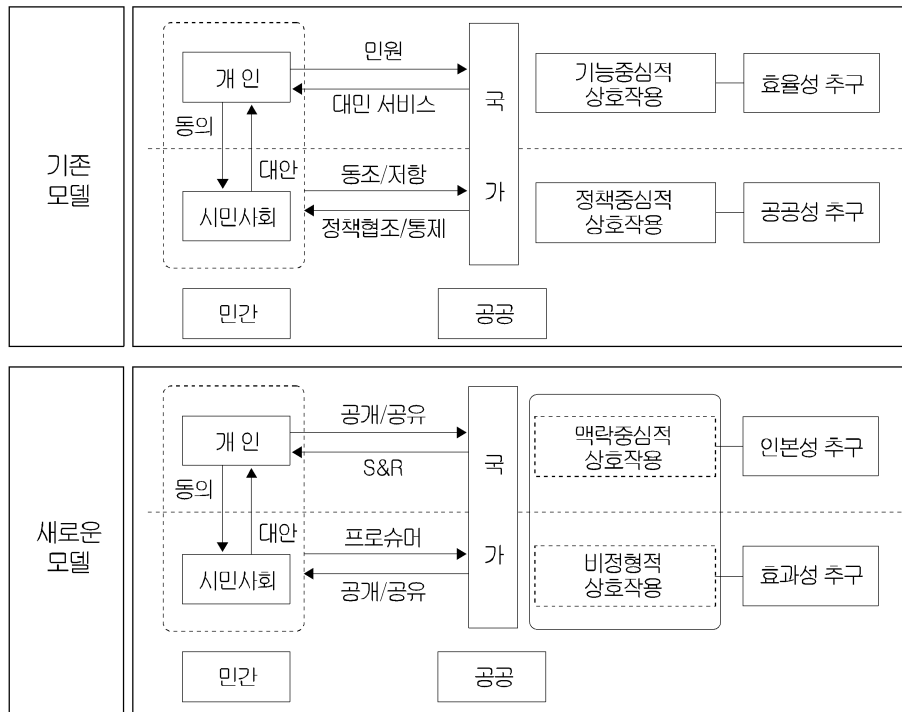 기존
모델
개 인
동의
대안
시민사회
민원
대민 서비스
동조/저항
정책협조/통제
국
가
기능중심적
상호작용
효율성 추구
정책중심적
상호작용
공공성 추구
민간
공공
새로운
모델
개 인
동의
대안
시민사회
공개/공유
S&R
프로슈머
공개/공유
국
가
맥락중심적
상호작용
인본성 추구
비정형적
상호작용
효과성 추구
민간
공공